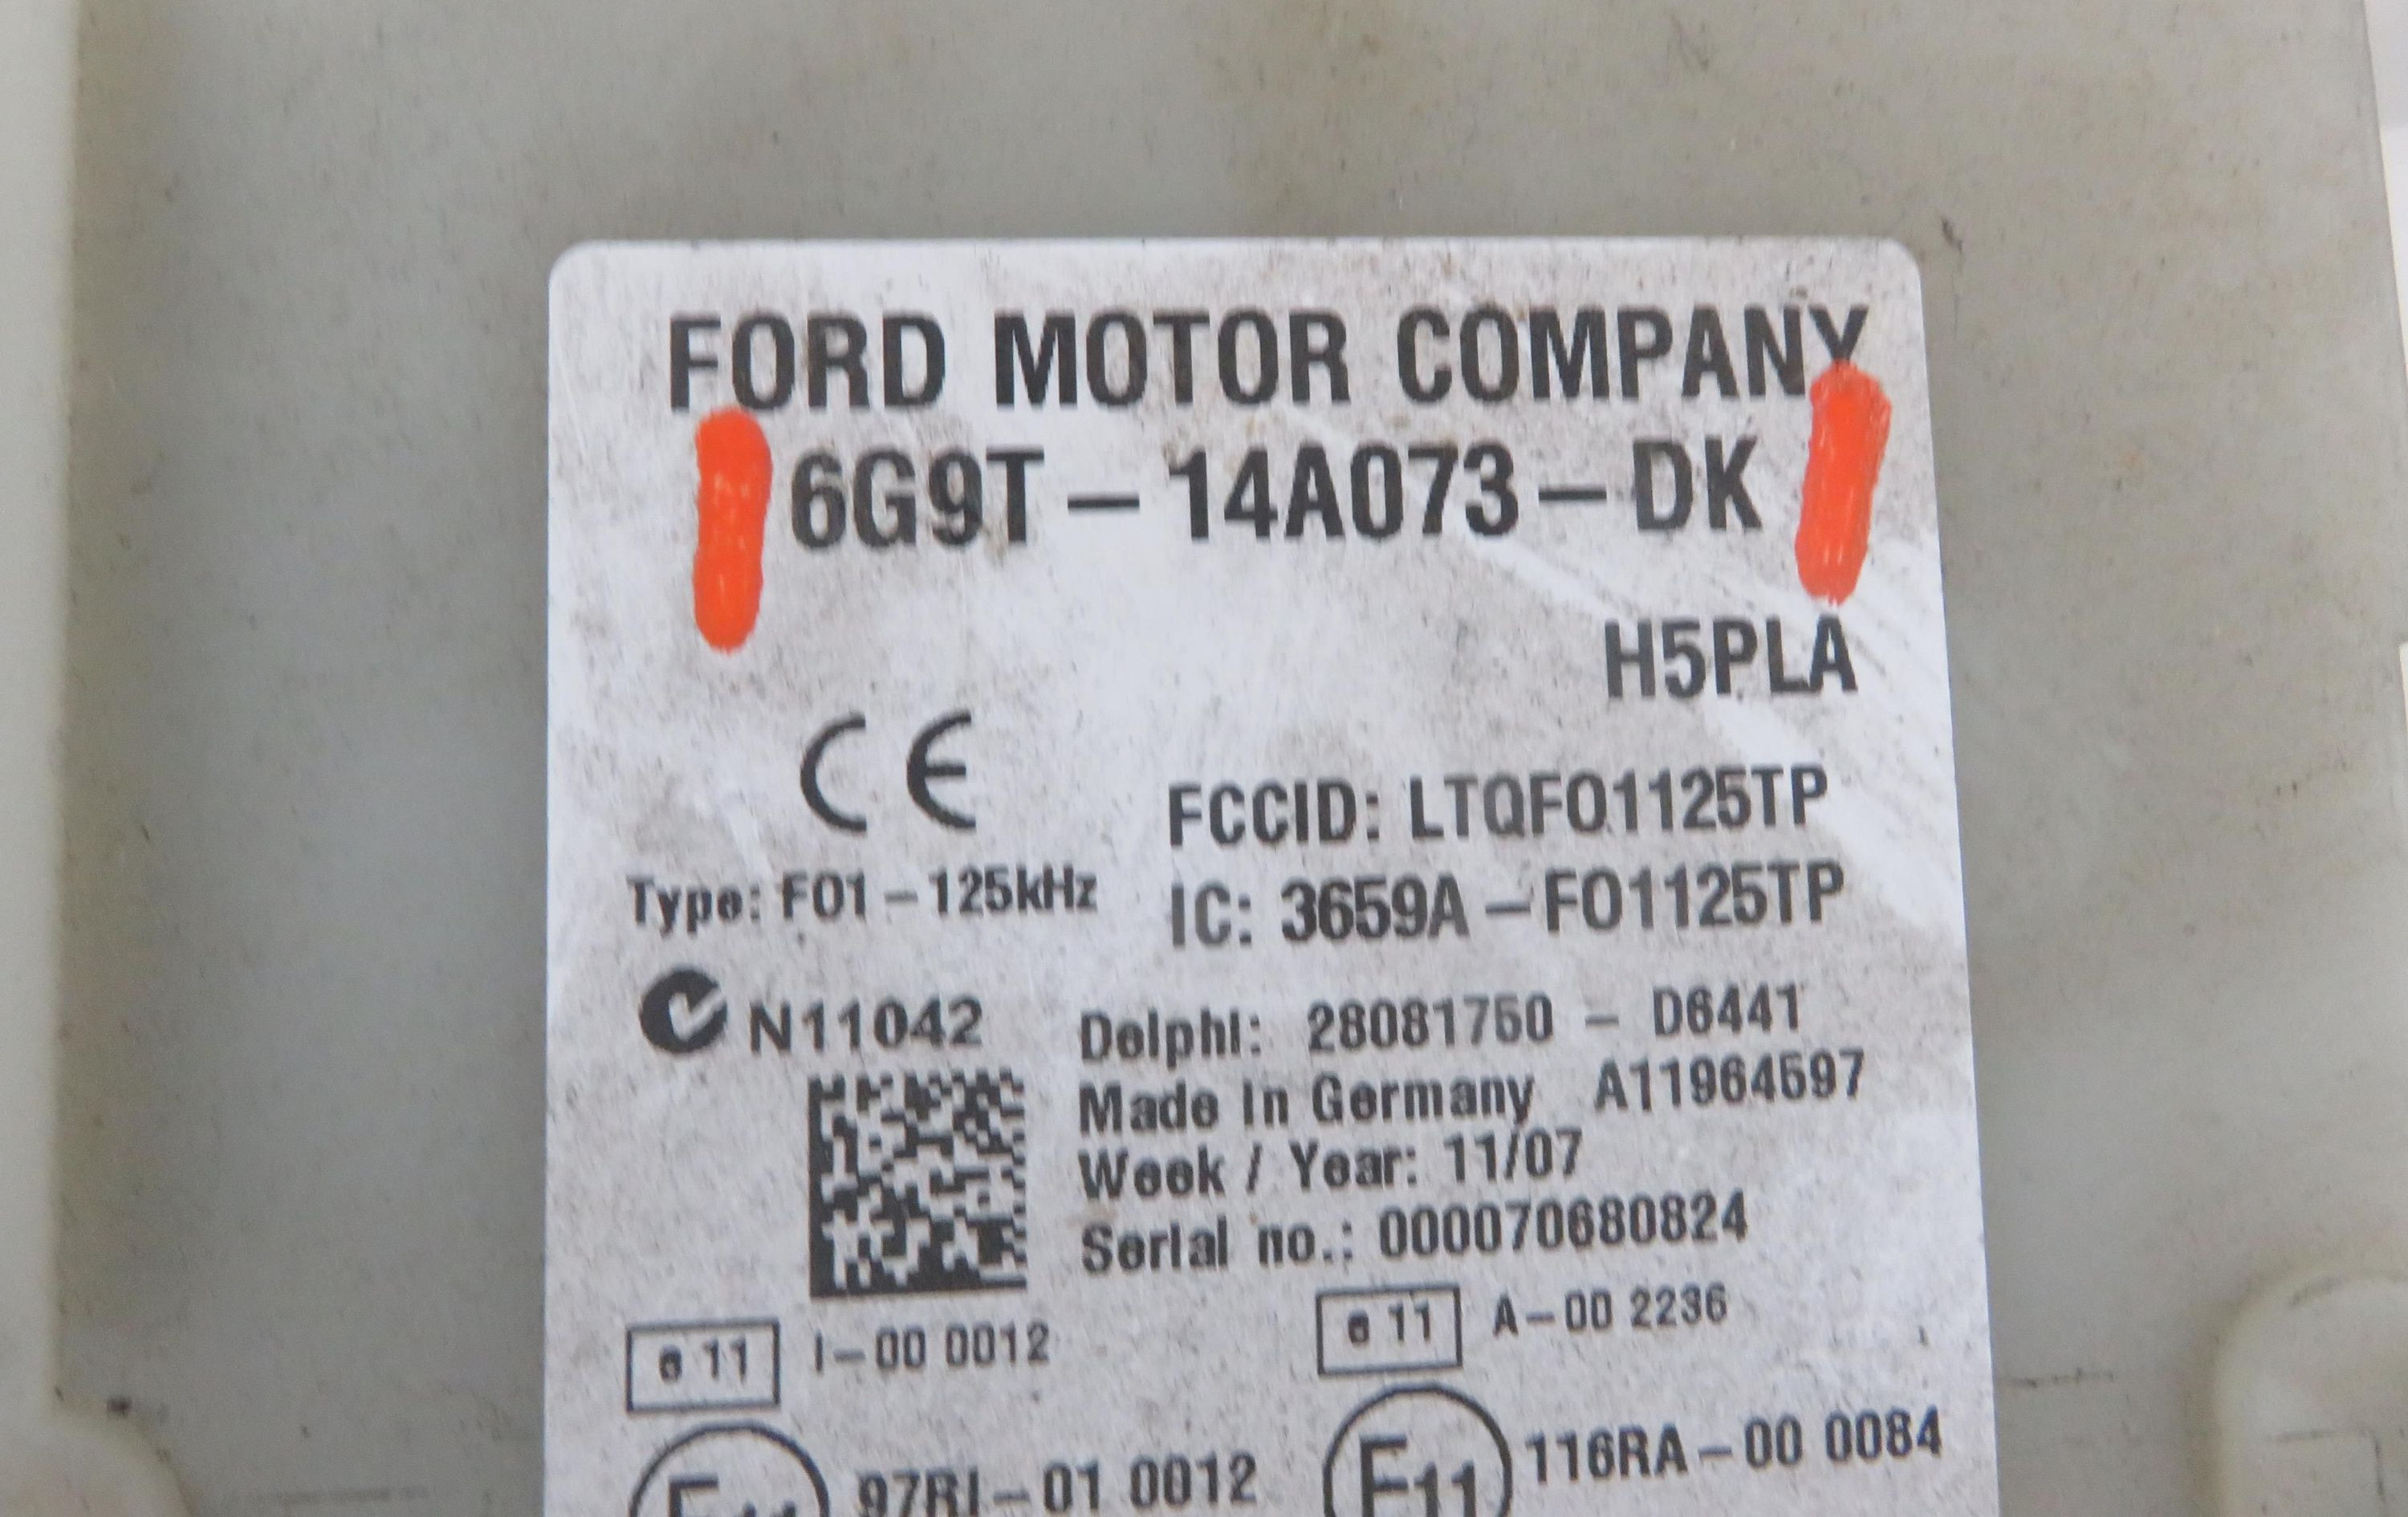 FORD MOTOR COMPANY
6G9T-14A073-DK
H5PLA
CE
FCCID: LTQFO1125TP
Type: FO1-125kHz
IC: 3659A-FO1125TP
N11042
Delphi: 28081750 - D6441
Made in Germany A11964597
Week / Year: 11/07
Serial no.: 000070680824
e 11 I-00 0012
e 11 A-00 2236
E11 97RI-01 0012
E11 116RA-00 0084